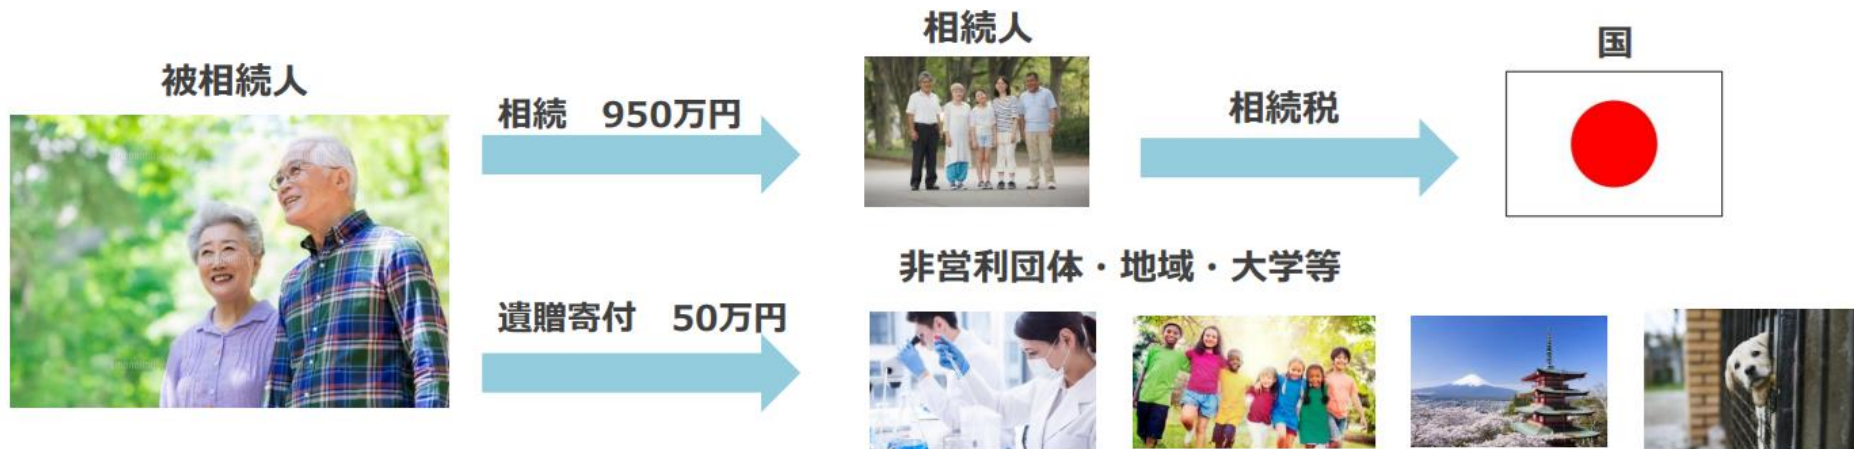 被相続人
相続　950万円
相続人
相続税
国
遺贈寄付　50万円
非営利団体・地域・大学等